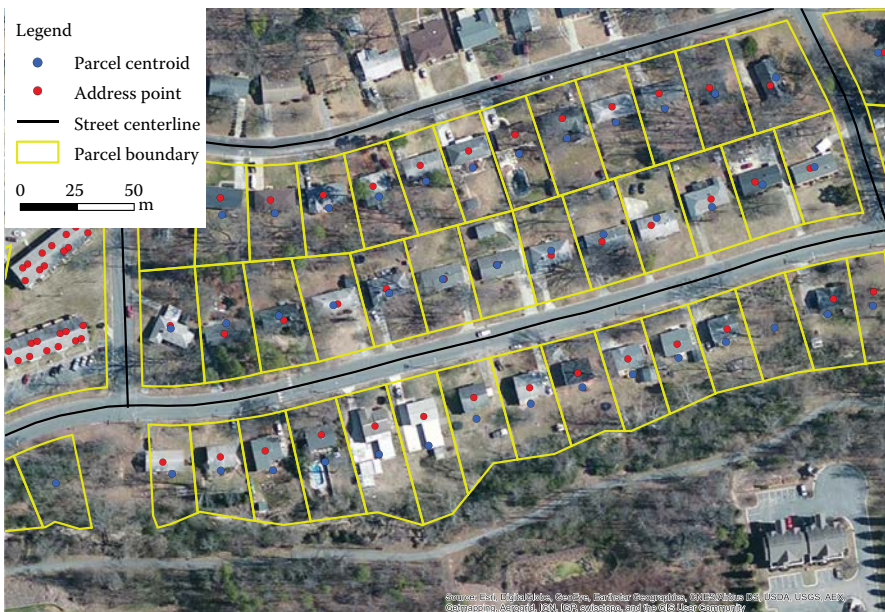 Legend
Parcel centroid
Address point
Street centerline
Parcel boundary
0 25 50
m
Source: Esri, DigitalGlobe, GeoEye, Earthstar Geographics, CNES/Airbus DS, USDA, USGS, AEX,
Getmapping, Aerogrid, IGN, IGP, swisstopo, and the GIS User Community